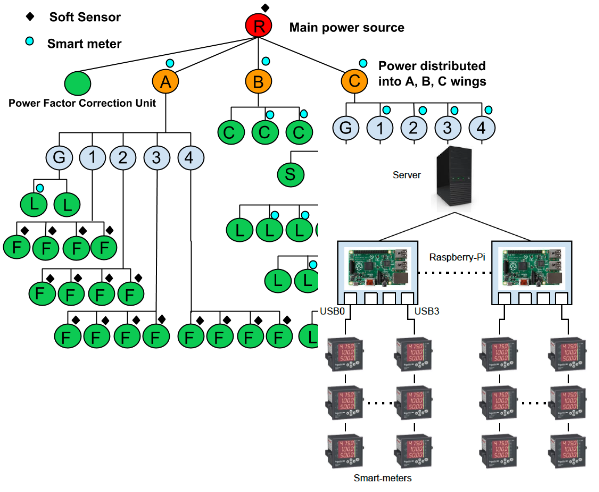 Soft Sensor
Smart meter
R
Main power source
Power Factor Correction Unit
A
B
C
Power distributed
into A, B, C wings
C C C
G 1 2 3 4
G 1 2 3 4
S
Server
L L
L L L
F F F F
Raspberry-Pi
L L
F F F F
USB0
USB3
F F F F
F F F F
L
Smart-meters